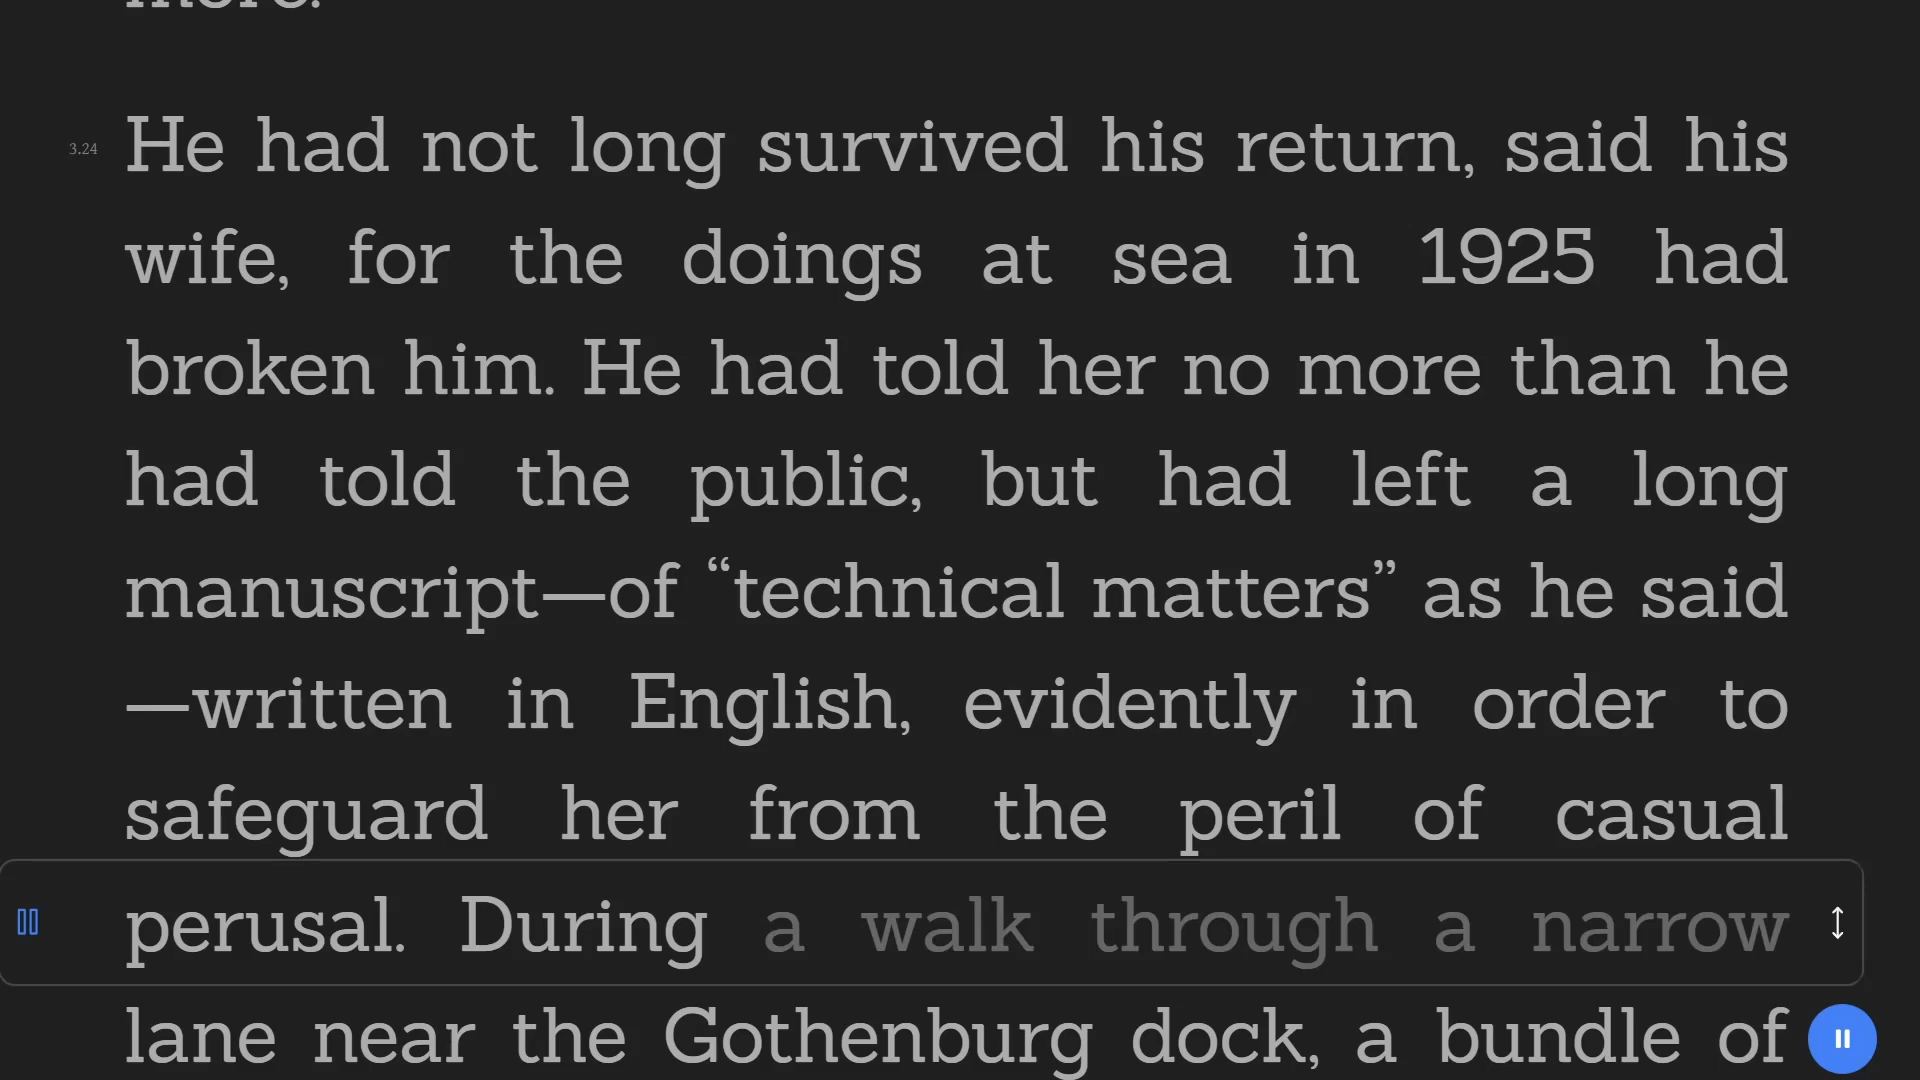 more.
3.24
He had not long survived his return, said his
wife, for the doings at sea in 1925 had
broken him. He had told her no more than he
had told the public, but had left a long
manuscript—of “technical matters” as he said
—written in English, evidently in order to
safeguard her from the peril of casual
perusal. During a walk through a narrow
lane near the Gothenburg dock, a bundle of